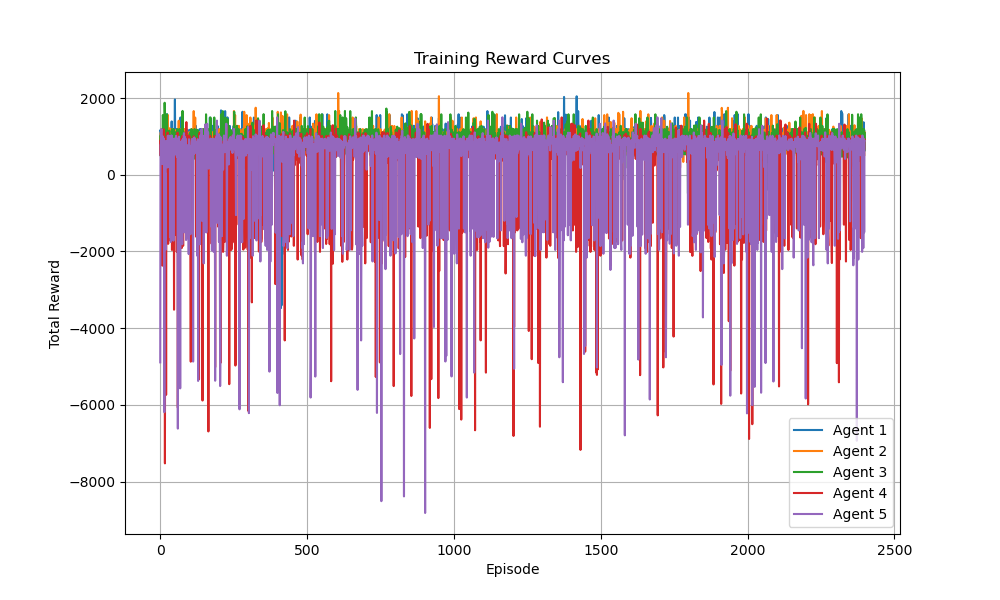 Training Reward Curves
Total Reward
2000
0
−2000
−4000
−6000
−8000
0
500
1000
1500
2000
2500
Episode
Agent 1
Agent 2
Agent 3
Agent 4
Agent 5